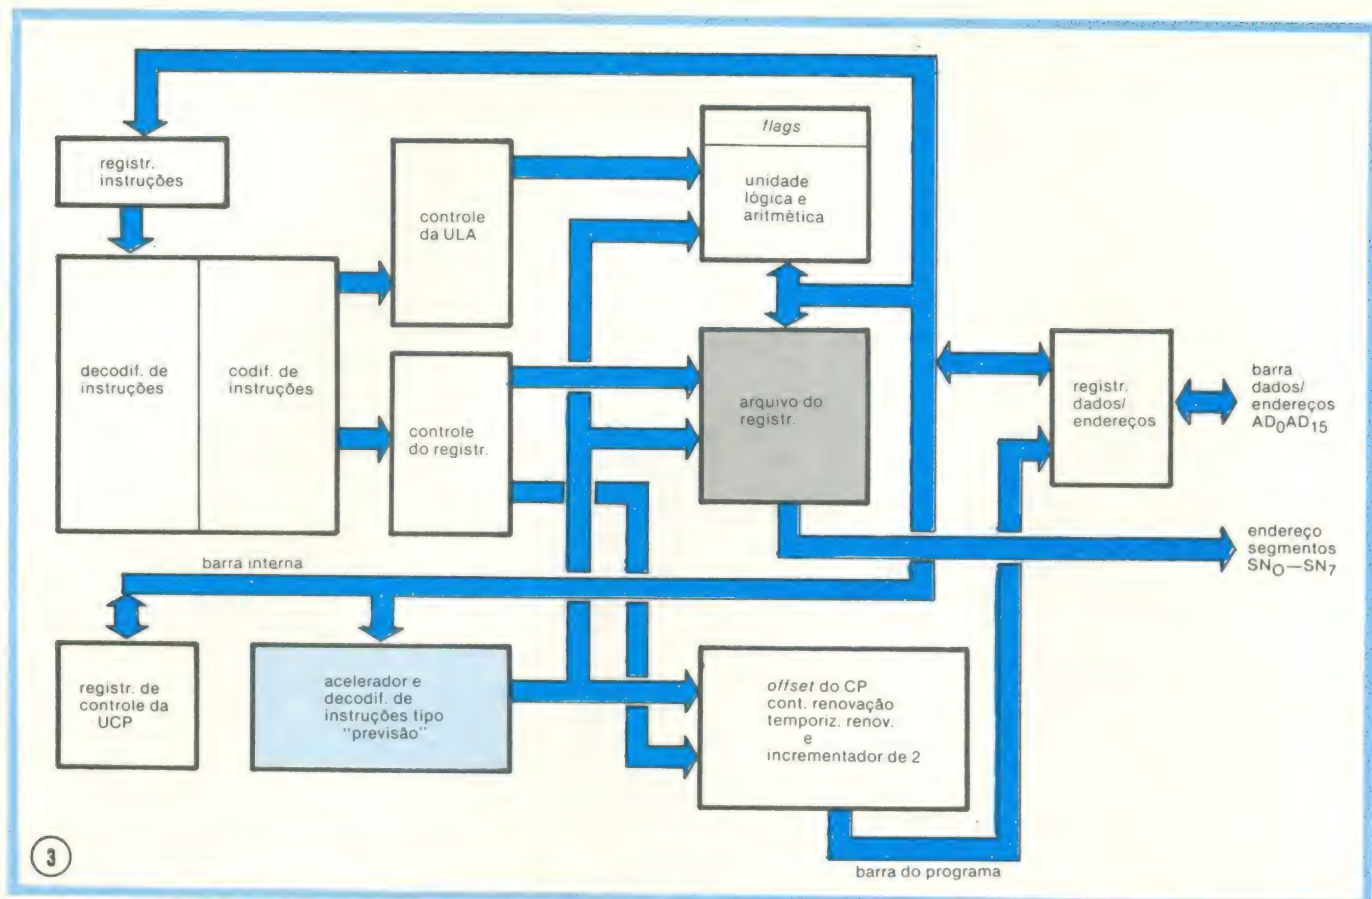 registr.
instruções
decodif. de
instruções
codif. de
instruções
controle
da ULA
controle
do registr.
flags
unidade
lógica e
aritmética
arquivo do
registr.
registr.
dados/
endereços
barra
dados/
endereços
AD0AD15
endereço
segmentos
SNO—SN7
barra interna
registr. de
controle da
UCP
acelerador e
decodif. de
instruções tipo
"previsão"
offset do CP
cont. renovação
temporiz. renov.
e
incrementador de 2
barra do programa
3